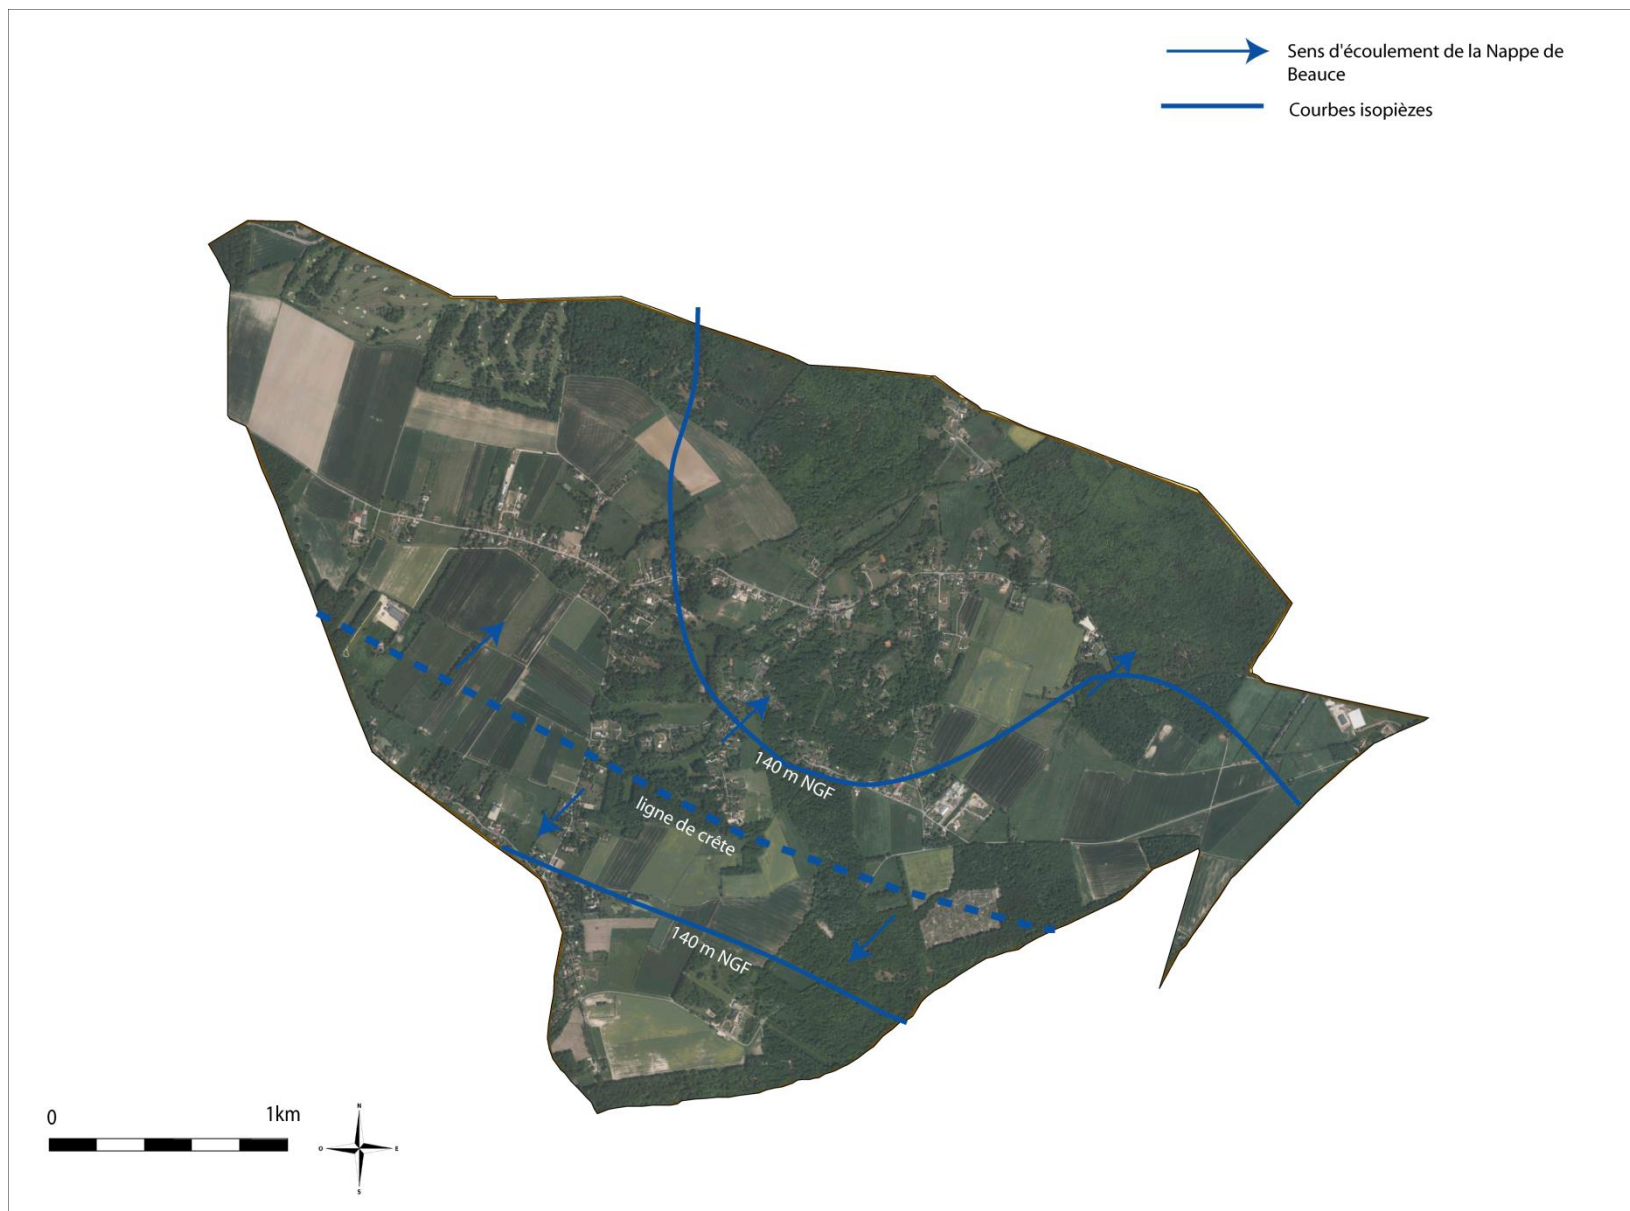 Sens d'écoulement de la Nappe de
Beauce
Courbes isopièzes
140 m NGF
ligne de crête
140 m NGF
0 1km
N
O E
S